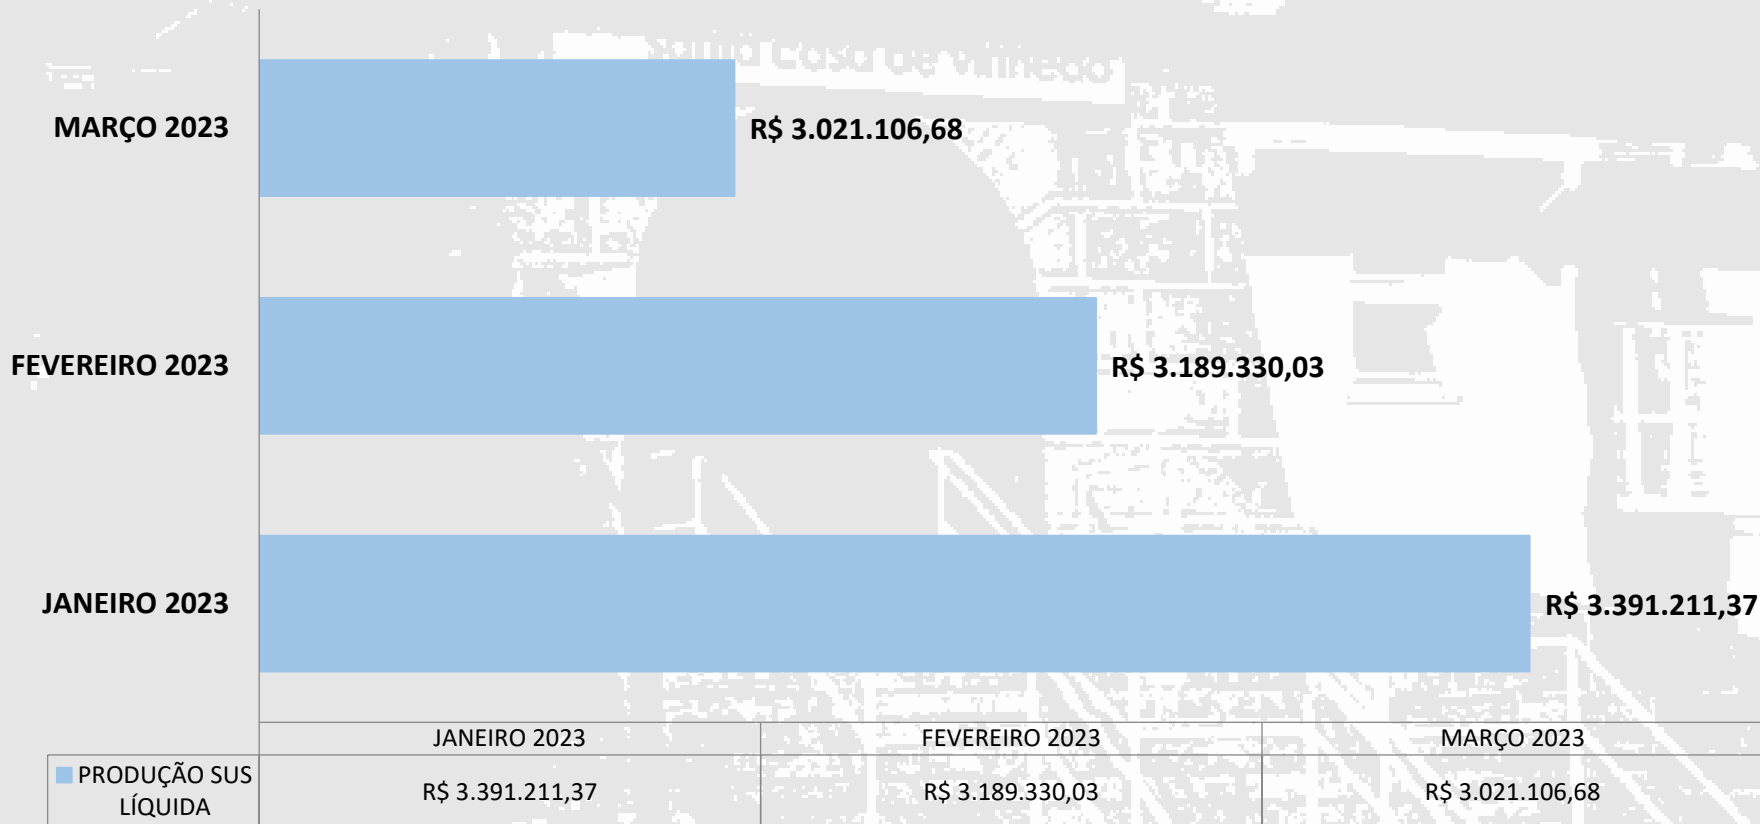 MARÇO 2023
R$ 3.021.106,68
FEVEREIRO 2023
R$ 3.189.330,03
JANEIRO 2023
R$ 3.391.211,37
JANEIRO 2023 FEVEREIRO 2023 MARÇO 2023
PRODUÇÃO SUS
LÍQUIDA
R$ 3.391.211,37 R$ 3.189.330,03 R$ 3.021.106,68